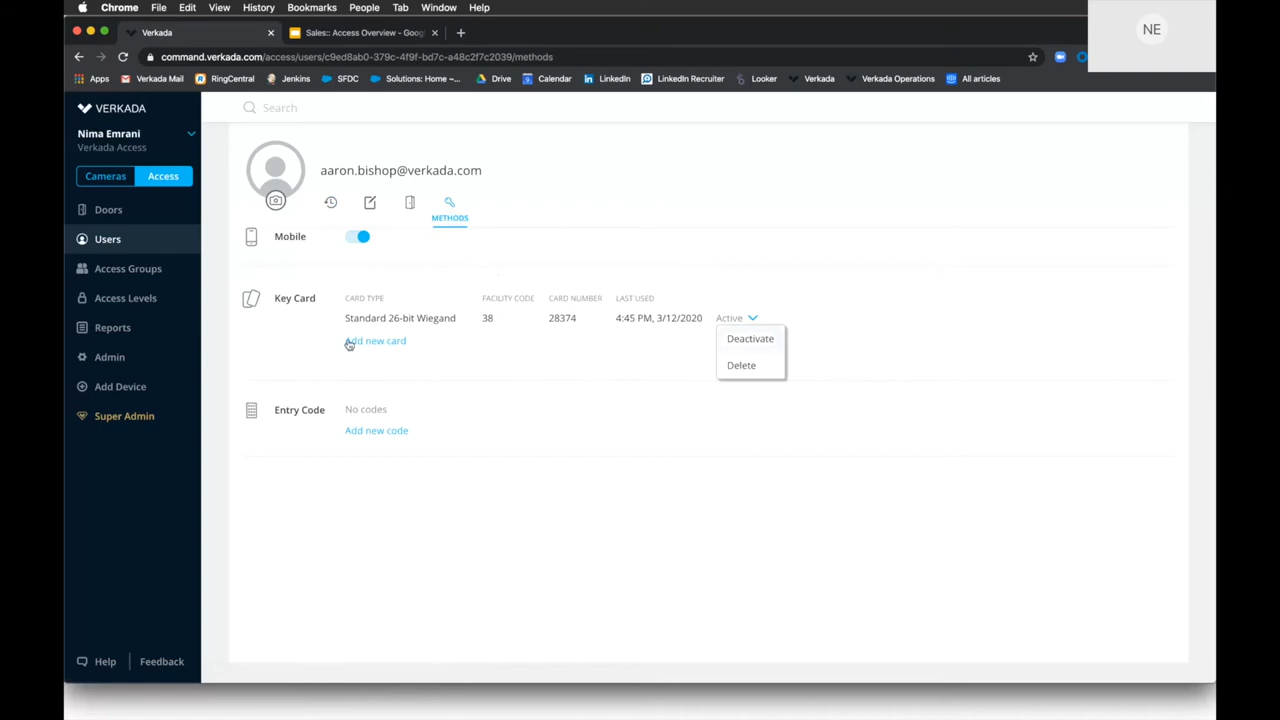 Chrome File Edit View History Bookmarks People Tab Window Help
NE
Verkada
Sales:: Access Overview - Goog
command.verkada.com/access/users/c9ed8ab0-379c-4f9f-bd7c-a48c2f7c2039/methods
Apps Verkada Mail RingCentral Jenkins SFDC Solutions: Home ~... Drive Calendar LinkedIn LinkedIn Recruiter Looker Verkada Verkada Operations All articles
VERKADA
Search
Nima Emrani
Verkada Access
Cameras Access
aaron.bishop@verkada.com
METHODS
Doors
Users
Access Groups
Access Levels
Reports
Admin
Add Device
Super Admin
Mobile
Key Card
CARD TYPE FACILITY CODE CARD NUMBER LAST USED
Standard 26-bit Wiegand 38 28374 4:45 PM, 3/12/2020 Active
Add new card
Deactivate
Delete
Entry Code
No codes
Add new code
Help Feedback